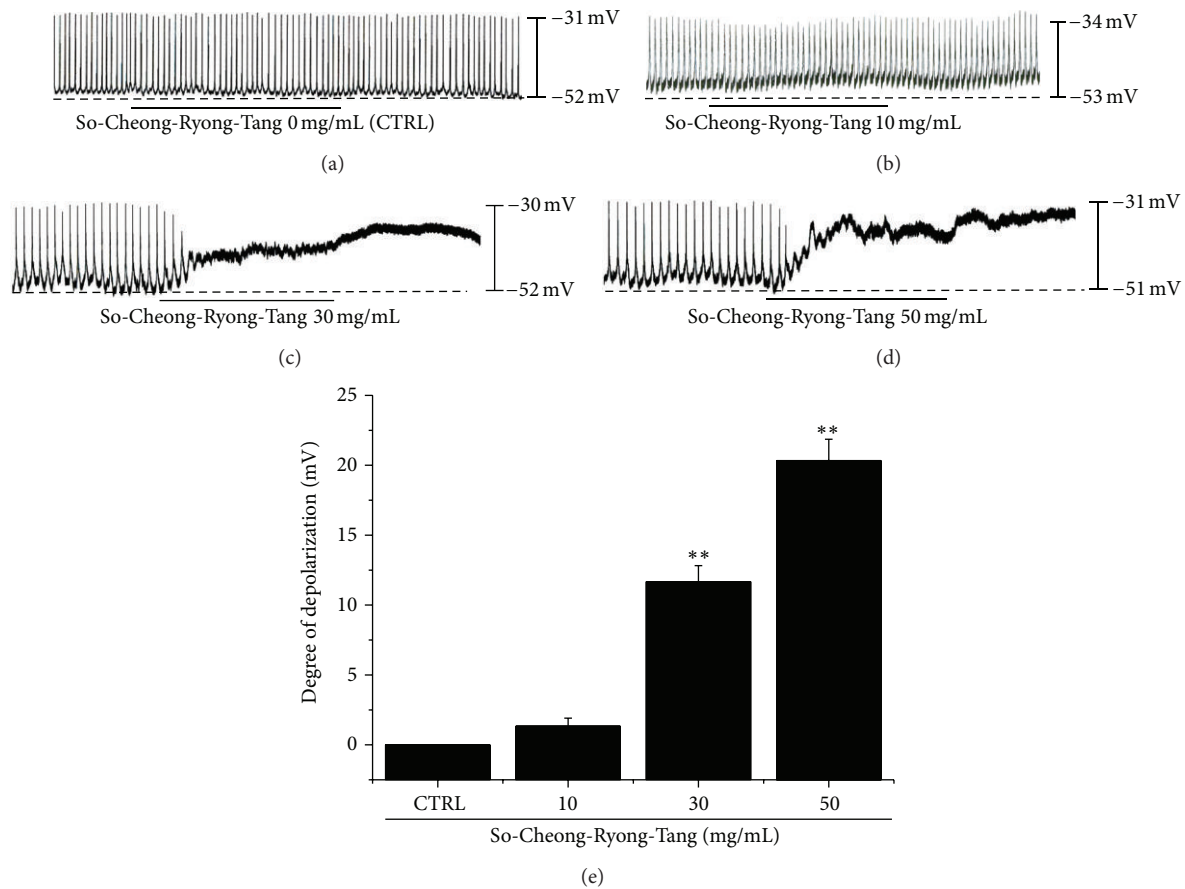 −31 mV
−52 mV
So-Cheong-Ryong-Tang 0 mg/mL (CTRL)
(a)
−34 mV
−53 mV
So-Cheong-Ryong-Tang 10 mg/mL
(b)
−30 mV
−52 mV
So-Cheong-Ryong-Tang 30 mg/mL
(c)
−31 mV
−51 mV
So-Cheong-Ryong-Tang 50 mg/mL
(d)
Degree of depolarization (mV)
25
20
15
10
5
0
**
**
CTRL 10 30 50
So-Cheong-Ryong-Tang (mg/mL)
(e)